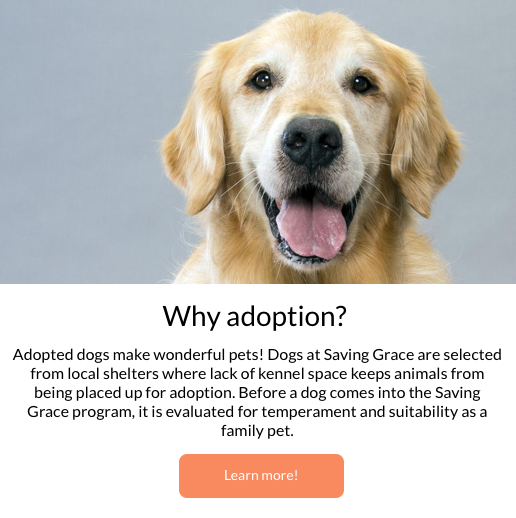 Why adoption?
Adopted dogs make wonderful pets! Dogs at Saving Grace are selected
from local shelters where lack of kennel space keeps animals from
being placed up for adoption. Before a dog comes into the Saving
Grace program, it is evaluated for temperament and suitability as a
family pet.
Learn more!